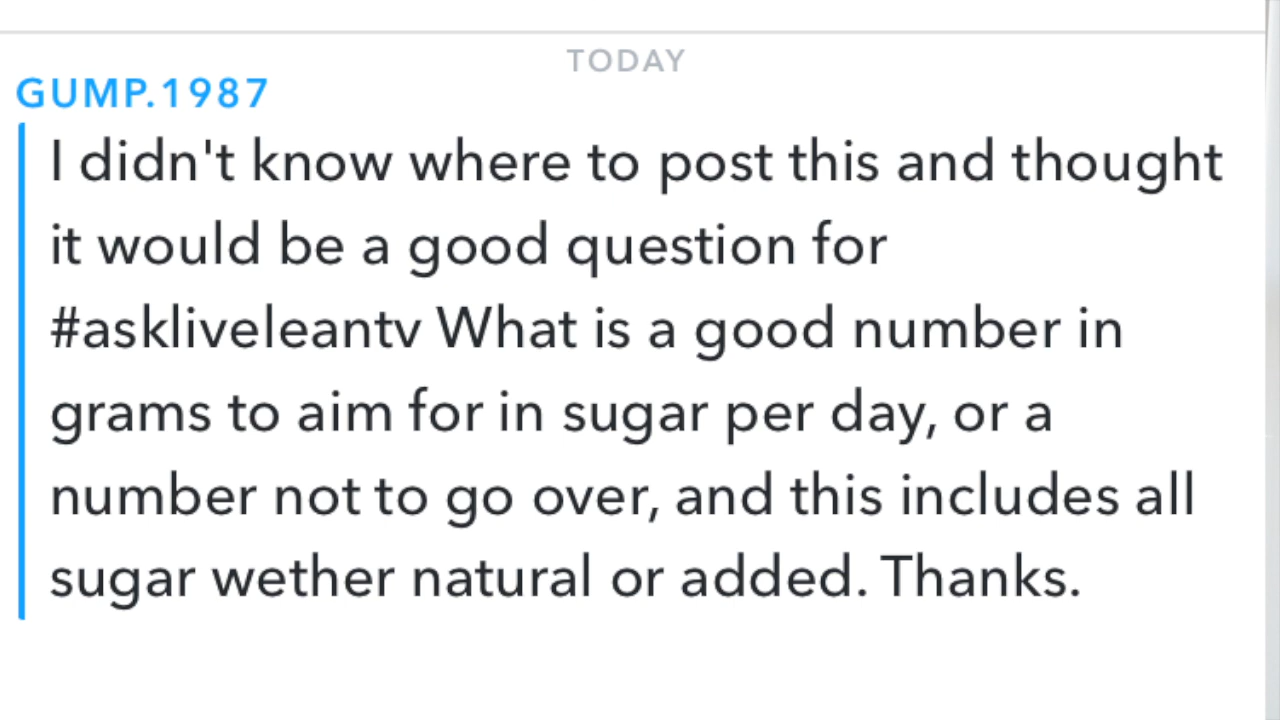 TODAY
GUMP.1987
I didn't know where to post this and thought
it would be a good question for
#askliveleantv What is a good number in
grams to aim for in sugar per day, or a
number not to go over, and this includes all
sugar wether natural or added. Thanks.